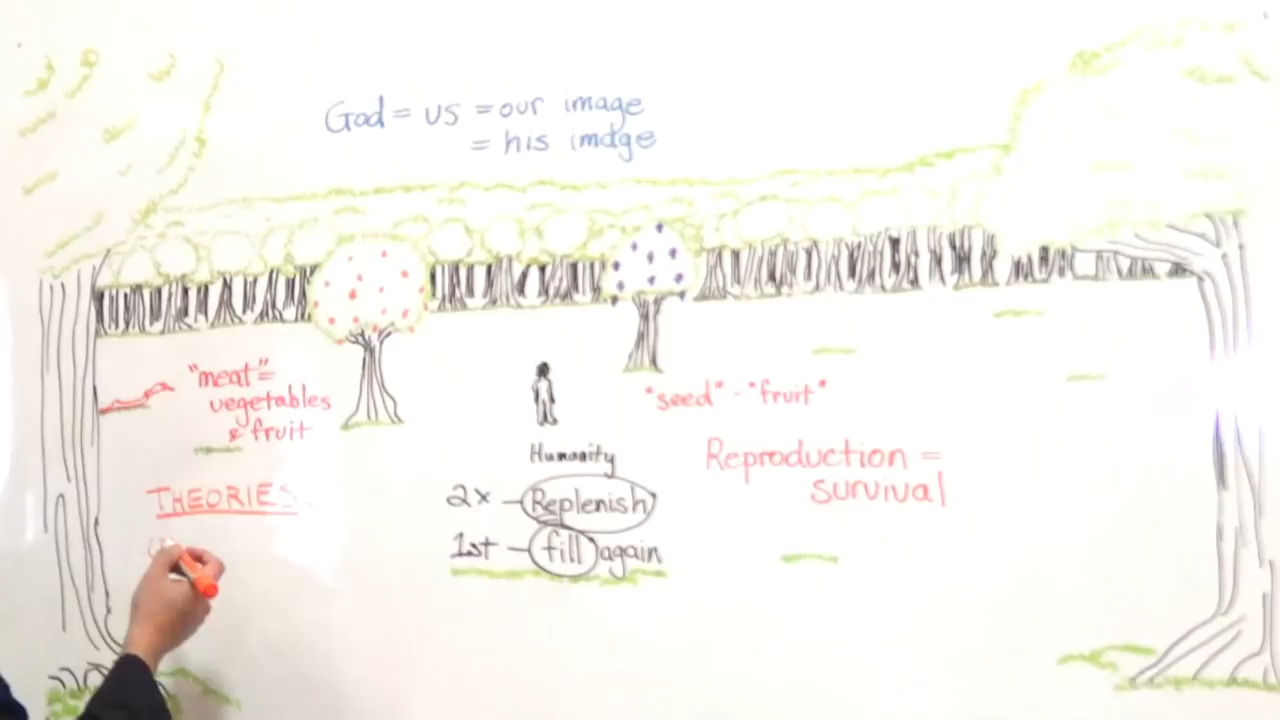 God = us = our image
= his image
"meat" =
vegetables
& fruit
"seed" - "fruit"
Humanity
Reproduction =
survival
THEORIES.
2x - Replenish
1st - fill again